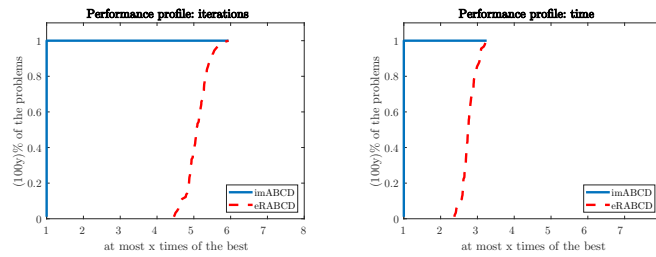 Performance profile: iterations
(100y)% of the problems
1
0.8
0.6
0.4
0.2
0
imABCD
eRABCD
1 2 3 4 5 6 7 8
at most x times of the best
Performance profile: time
(100y)% of the problems
1
0.8
0.6
0.4
0.2
0
imABCD
eRABCD
1 2 3 4 5 6 7
at most x times of the best